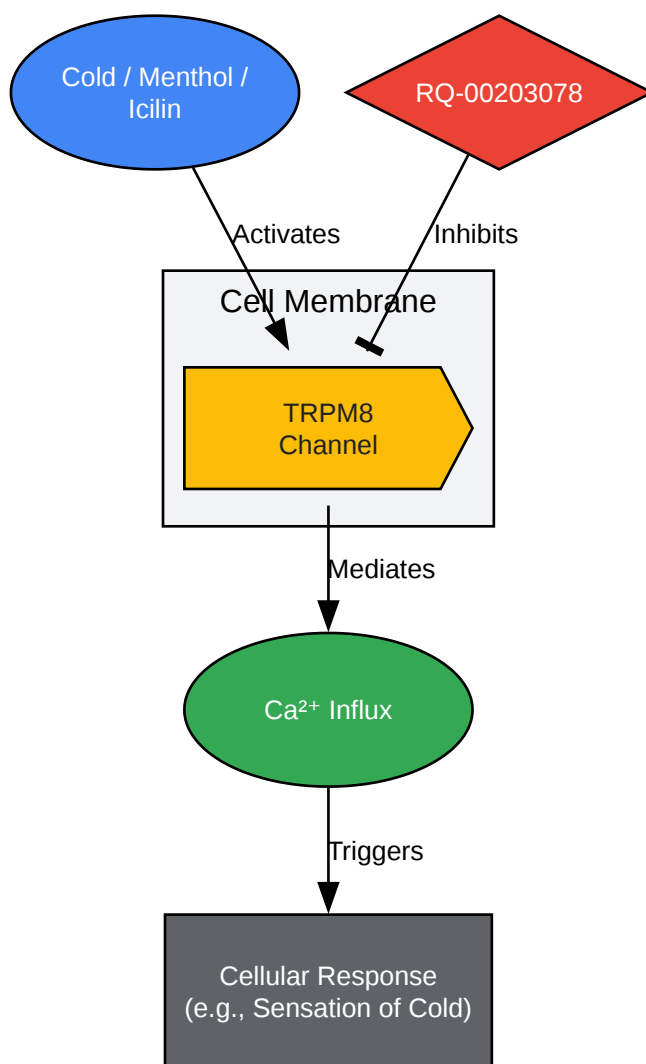 Cold / Menthol /
Icilin
RQ-00203078
Activates
Inhibits
Cell Membrane
TRPM8
Channel
Mediates
Ca²⁺ Influx
Triggers
Cellular Response
(e.g., Sensation of Cold)